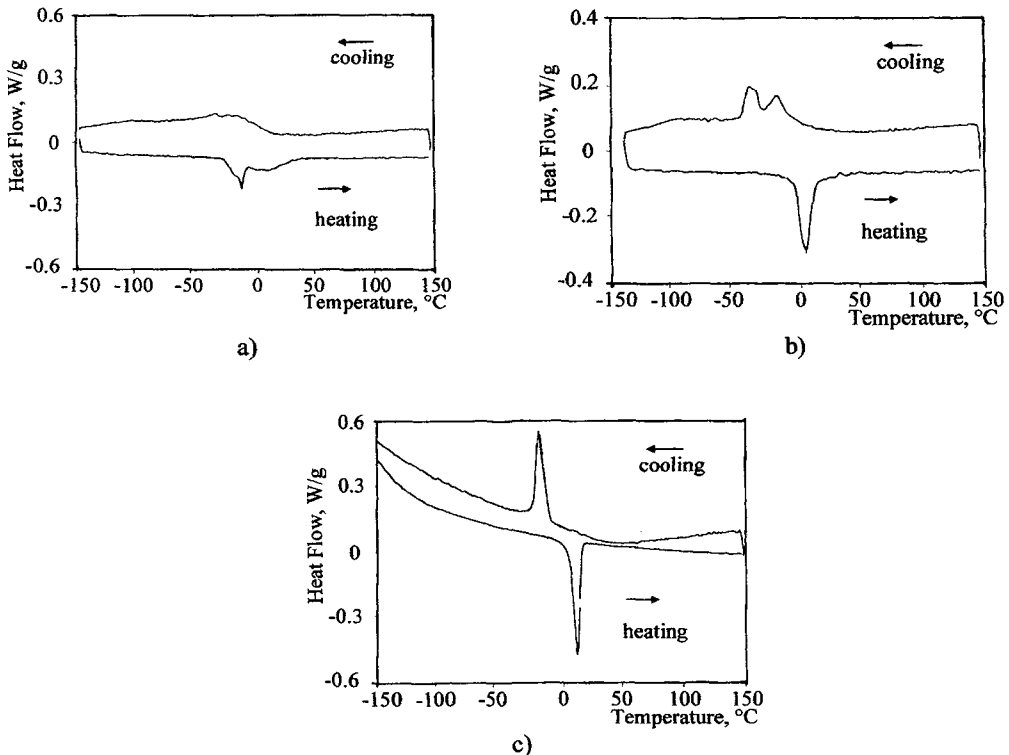 0.6
0.3
0
-0.3
-0.6
Heat Flow, W/g
cooling
heating
-150 -100 -50 0 50 100 150
Temperature, °C
a)
0.4
0.2
0
-0.2
-0.4
Heat Flow, W/g
cooling
heating
-150 -100 -50 0 50 100 150
Temperature, °C
b)
0.6
0.3
0
-0.3
-0.6
Heat Flow, W/g
cooling
heating
-150 -100 -50 0 50 100 150
Temperature, °C
c)